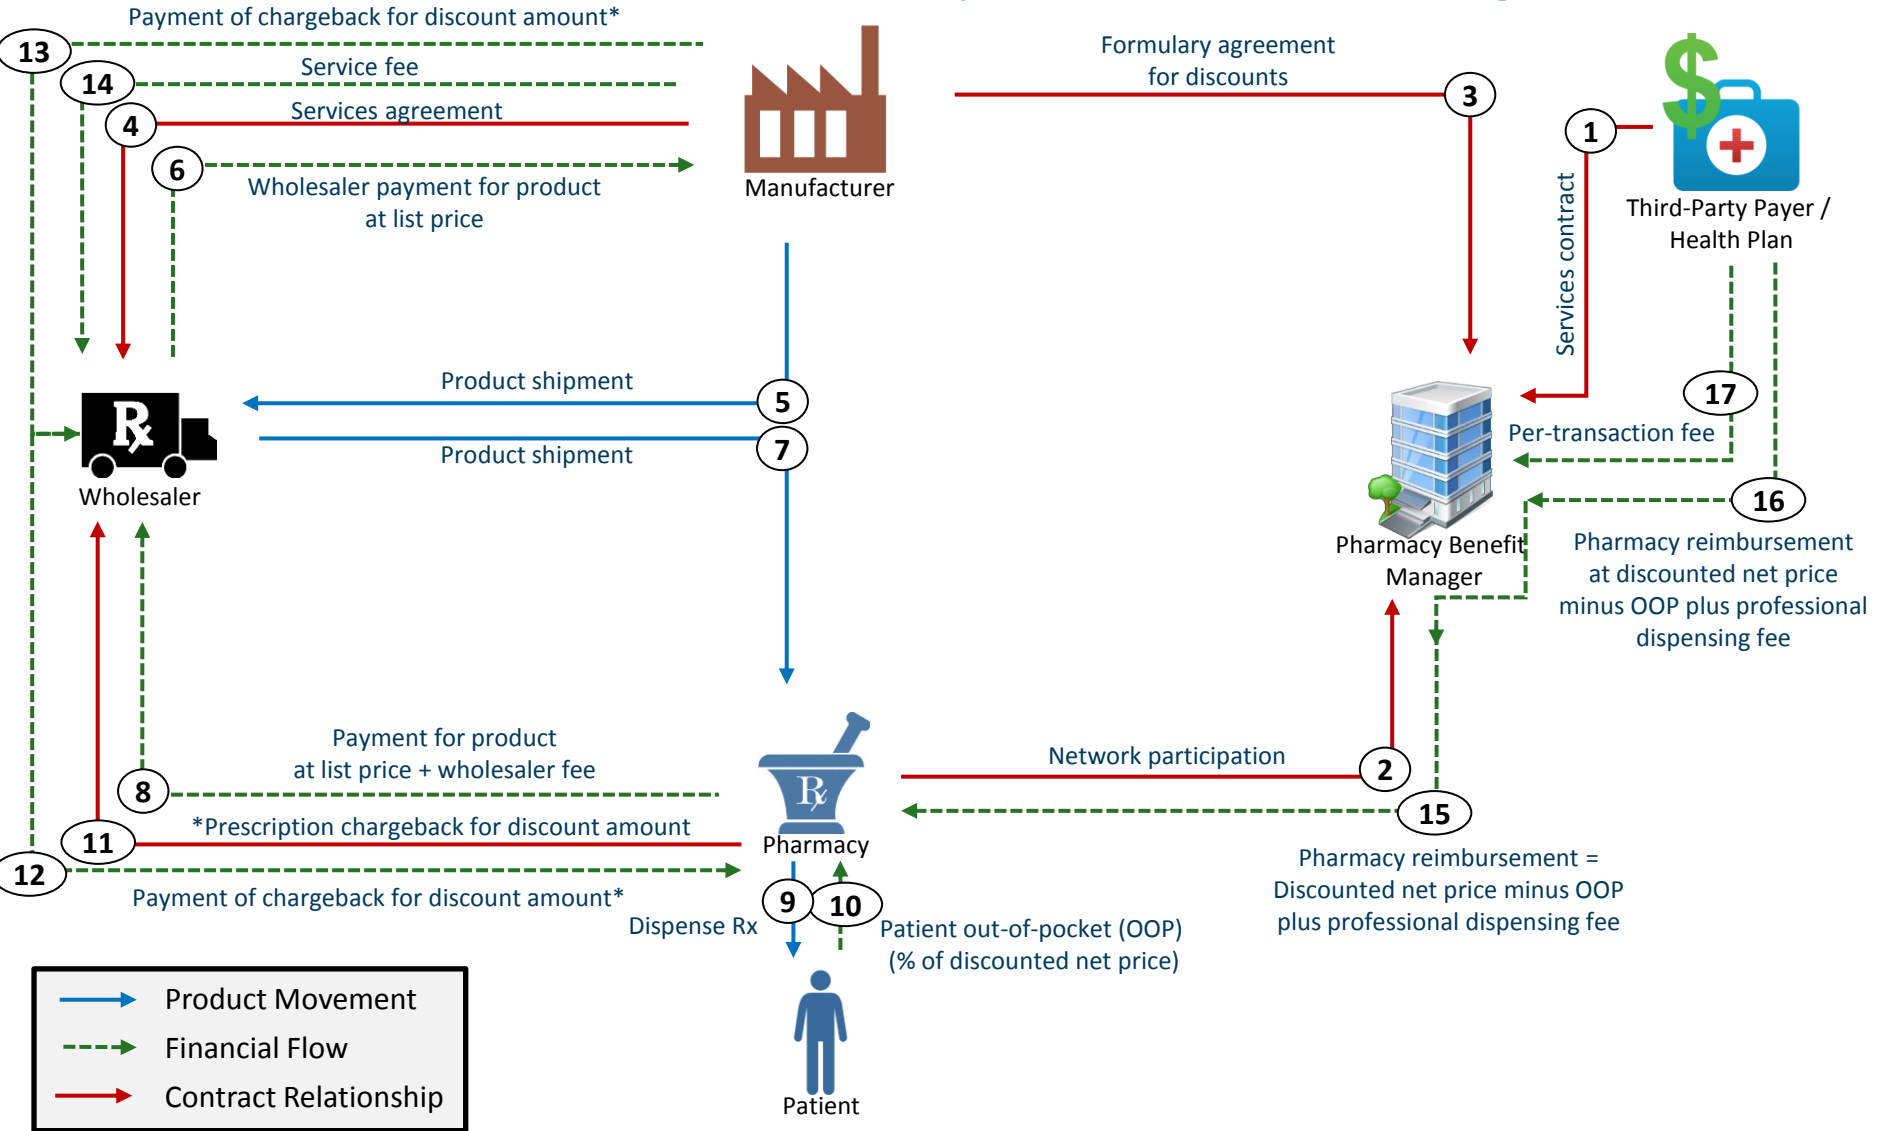 Payment of chargeback for discount amount*
13
Service fee
14
Services agreement
4
6
Wholesaler payment for product
at list price
Manufacturer
Formulary agreement
for discounts
3
1
$
Services contract
Third-Party Payer /
Health Plan
Product shipment
5
7
Product shipment
Rx
Wholesaler
17
Per-transaction fee
16
Pharmacy Benefit
Manager
Pharmacy reimbursement
at discounted net price
minus OOP plus professional
dispensing fee
Payment for product
at list price + wholesaler fee
8
Rx
Network participation
2
15
*Prescription chargeback for discount amount
11
Pharmacy
12
Payment of chargeback for discount amount*
9
10
Dispense Rx
Patient out-of-pocket (OOP)
(% of discounted net price)
Pharmacy reimbursement =
Discounted net price minus OOP
plus professional dispensing fee
Product Movement
Financial Flow
Contract Relationship
Patient